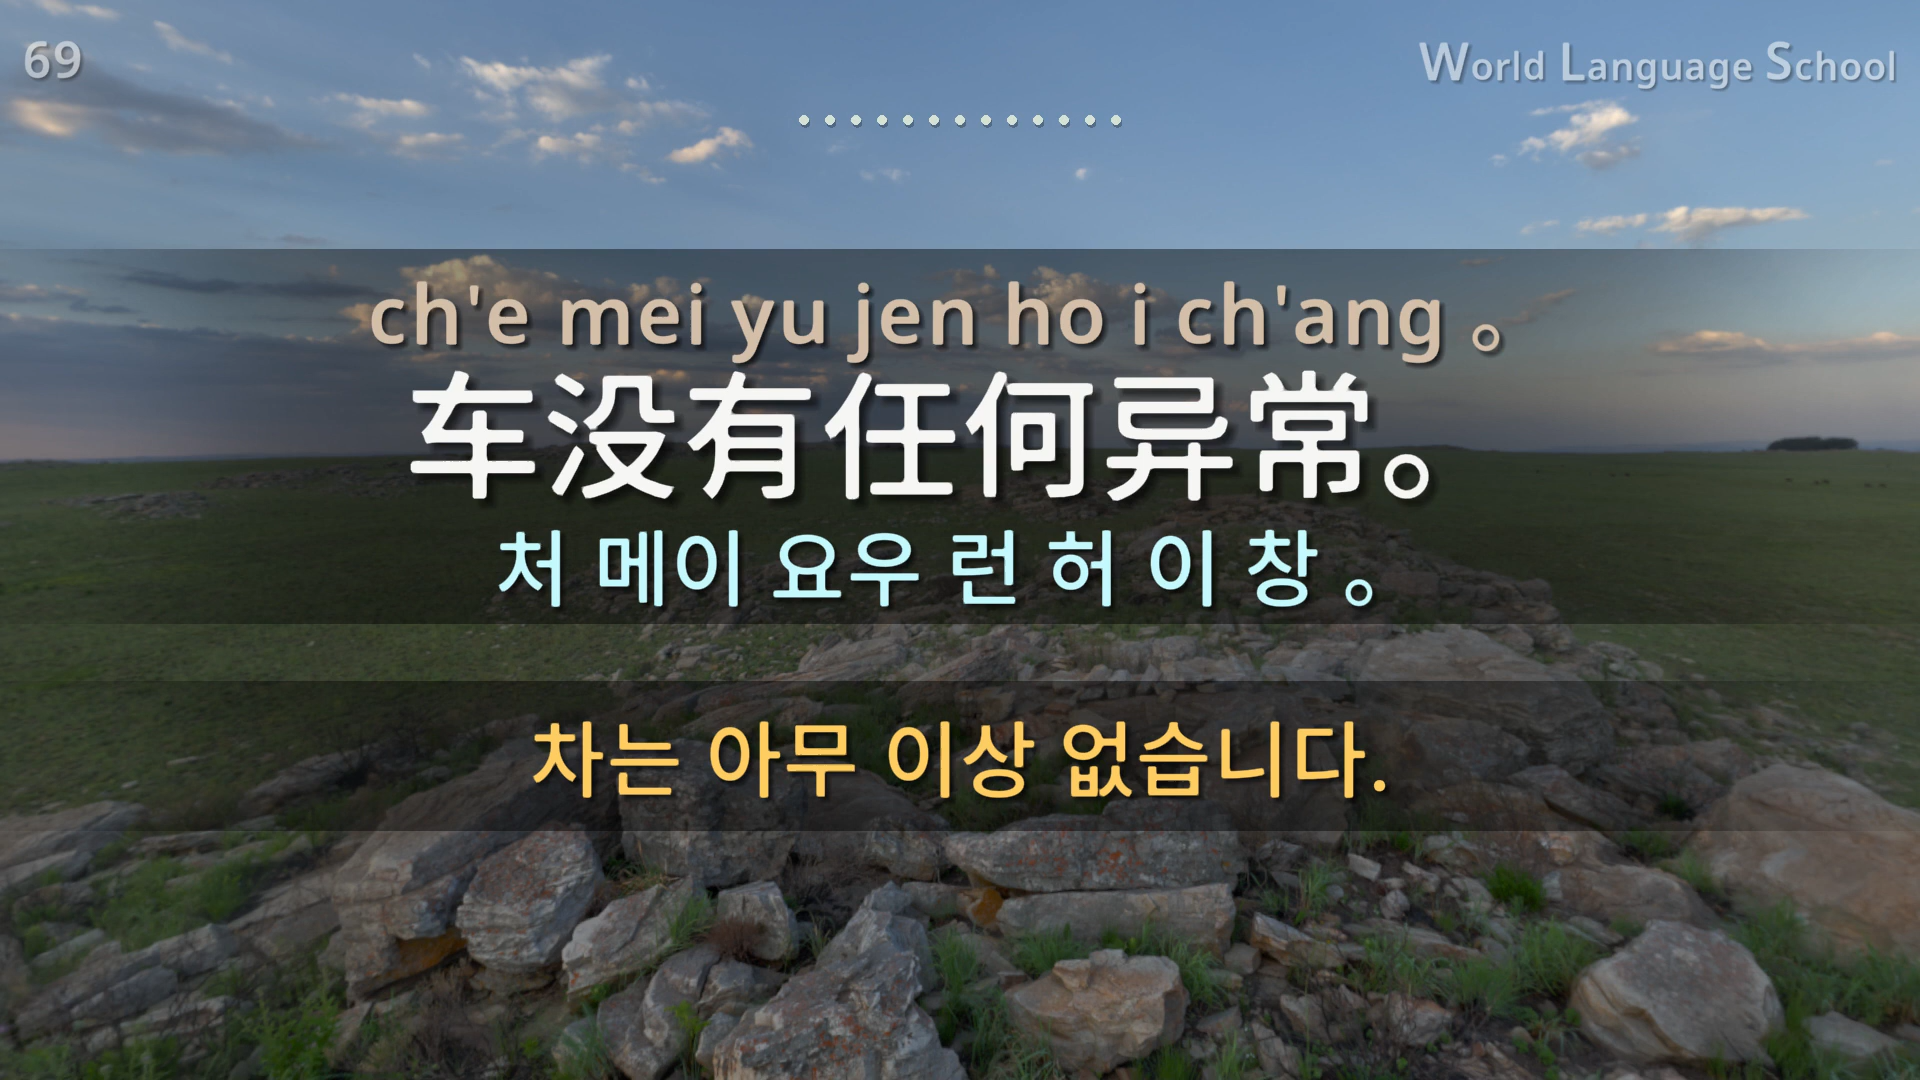 69
World Language School
ch'e mei yu jen ho i ch'ang 。
车没有任何异常。
처 메이 요우 런 허 이 창 。
차는 아무 이상 없습니다.